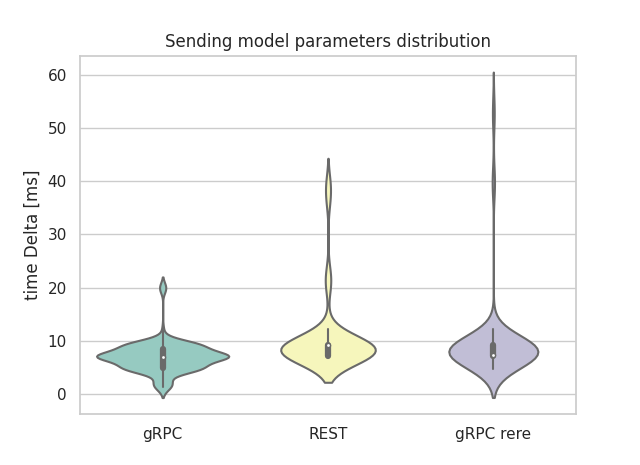 Sending model parameters distribution
time Delta [ms]
60
50
40
30
20
10
0
gRPC
REST
gRPC rere